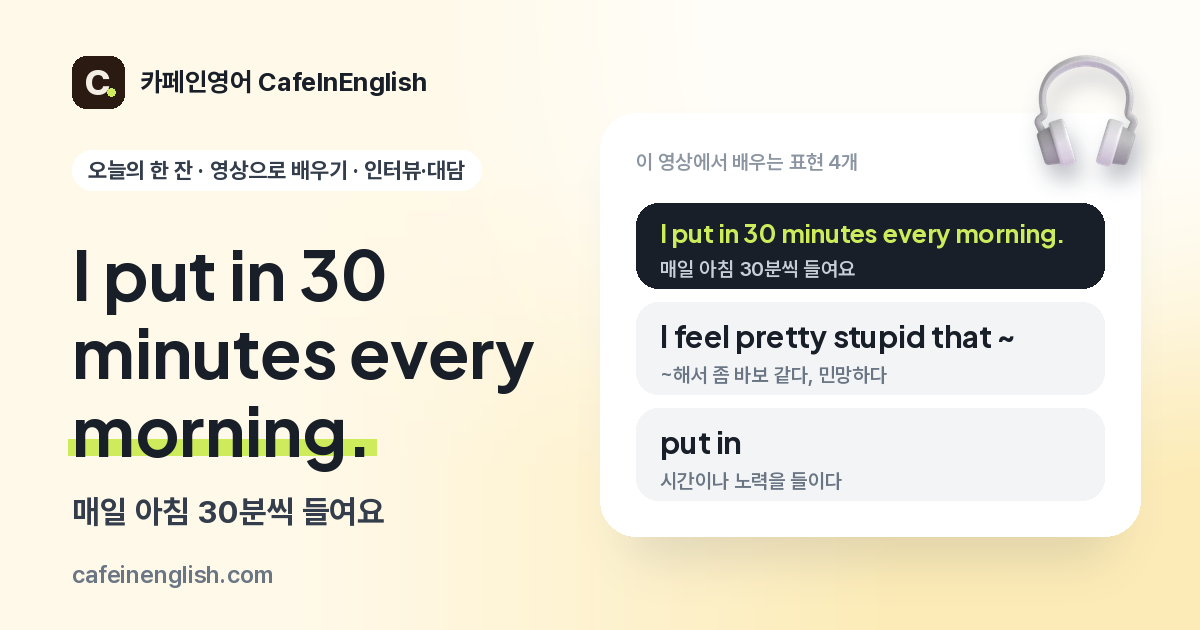 C.
카페인영어 CafeInEnglish
오늘의 한 잔 · 영상으로 배우기 · 인터뷰·대담
I put in 30
minutes every
morning.
매일 아침 30분씩 들여요
cafeinenglish.com
이 영상에서 배우는 표현 4개
I put in 30 minutes every morning.
매일 아침 30분씩 들여요
I feel pretty stupid that ~
~해서 좀 바보 같다, 민망하다
put in
시간이나 노력을 들이다